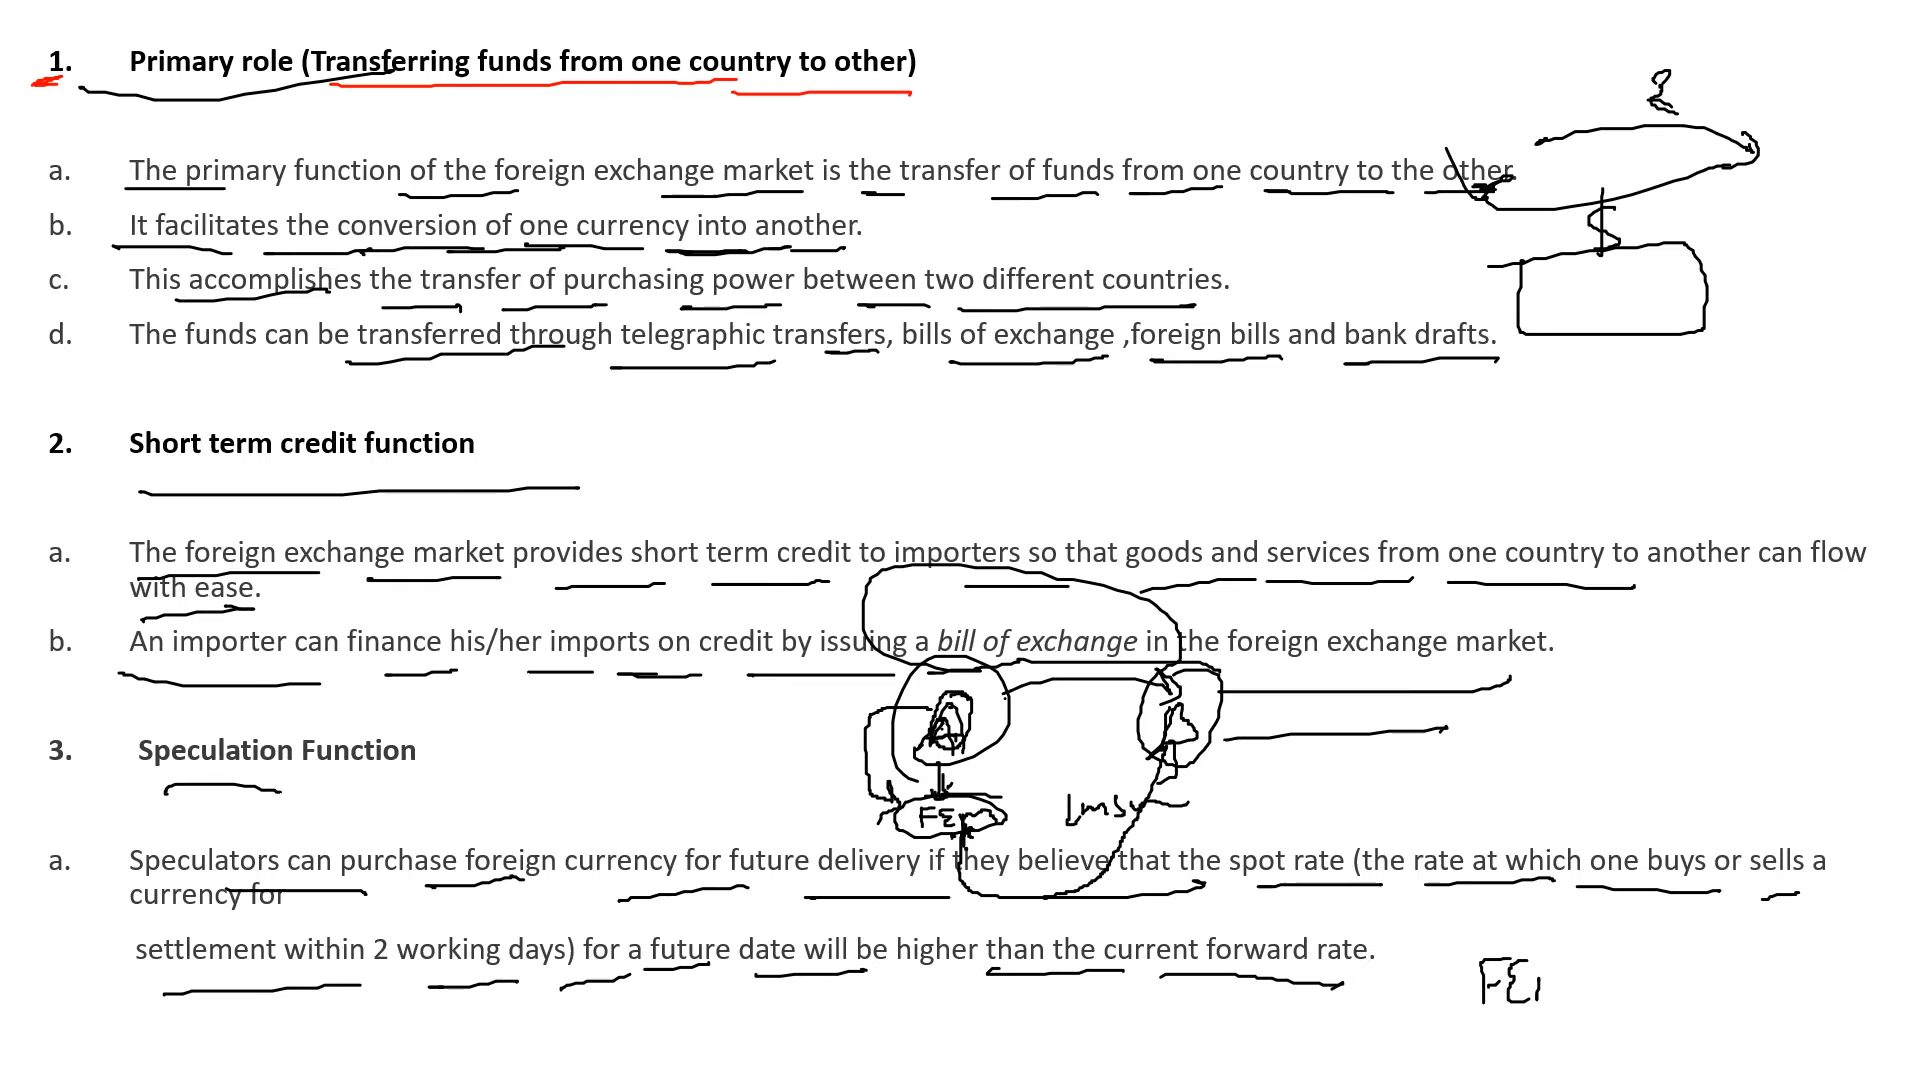 1. Primary role (Transferring funds from one country to other)
a. The primary function of the foreign exchange market is the transfer of funds from one country to the other.
b. It facilitates the conversion of one currency into another.
c. This accomplishes the transfer of purchasing power between two different countries.
$
d. The funds can be transferred through telegraphic transfers, bills of exchange ,foreign bills and bank drafts.
2. Short term credit function
a. The foreign exchange market provides short term credit to importers so that goods and services from one country to another can flow
with ease.
b. An importer can finance his/her imports on credit by issuing a bill of exchange in the foreign exchange market.
3. Speculation Function
a. Speculators can purchase foreign currency for future delivery if they believe that the spot rate (the rate at which one buys or sells a
currency for
settlement within 2 working days) for a future date will be higher than the current forward rate.